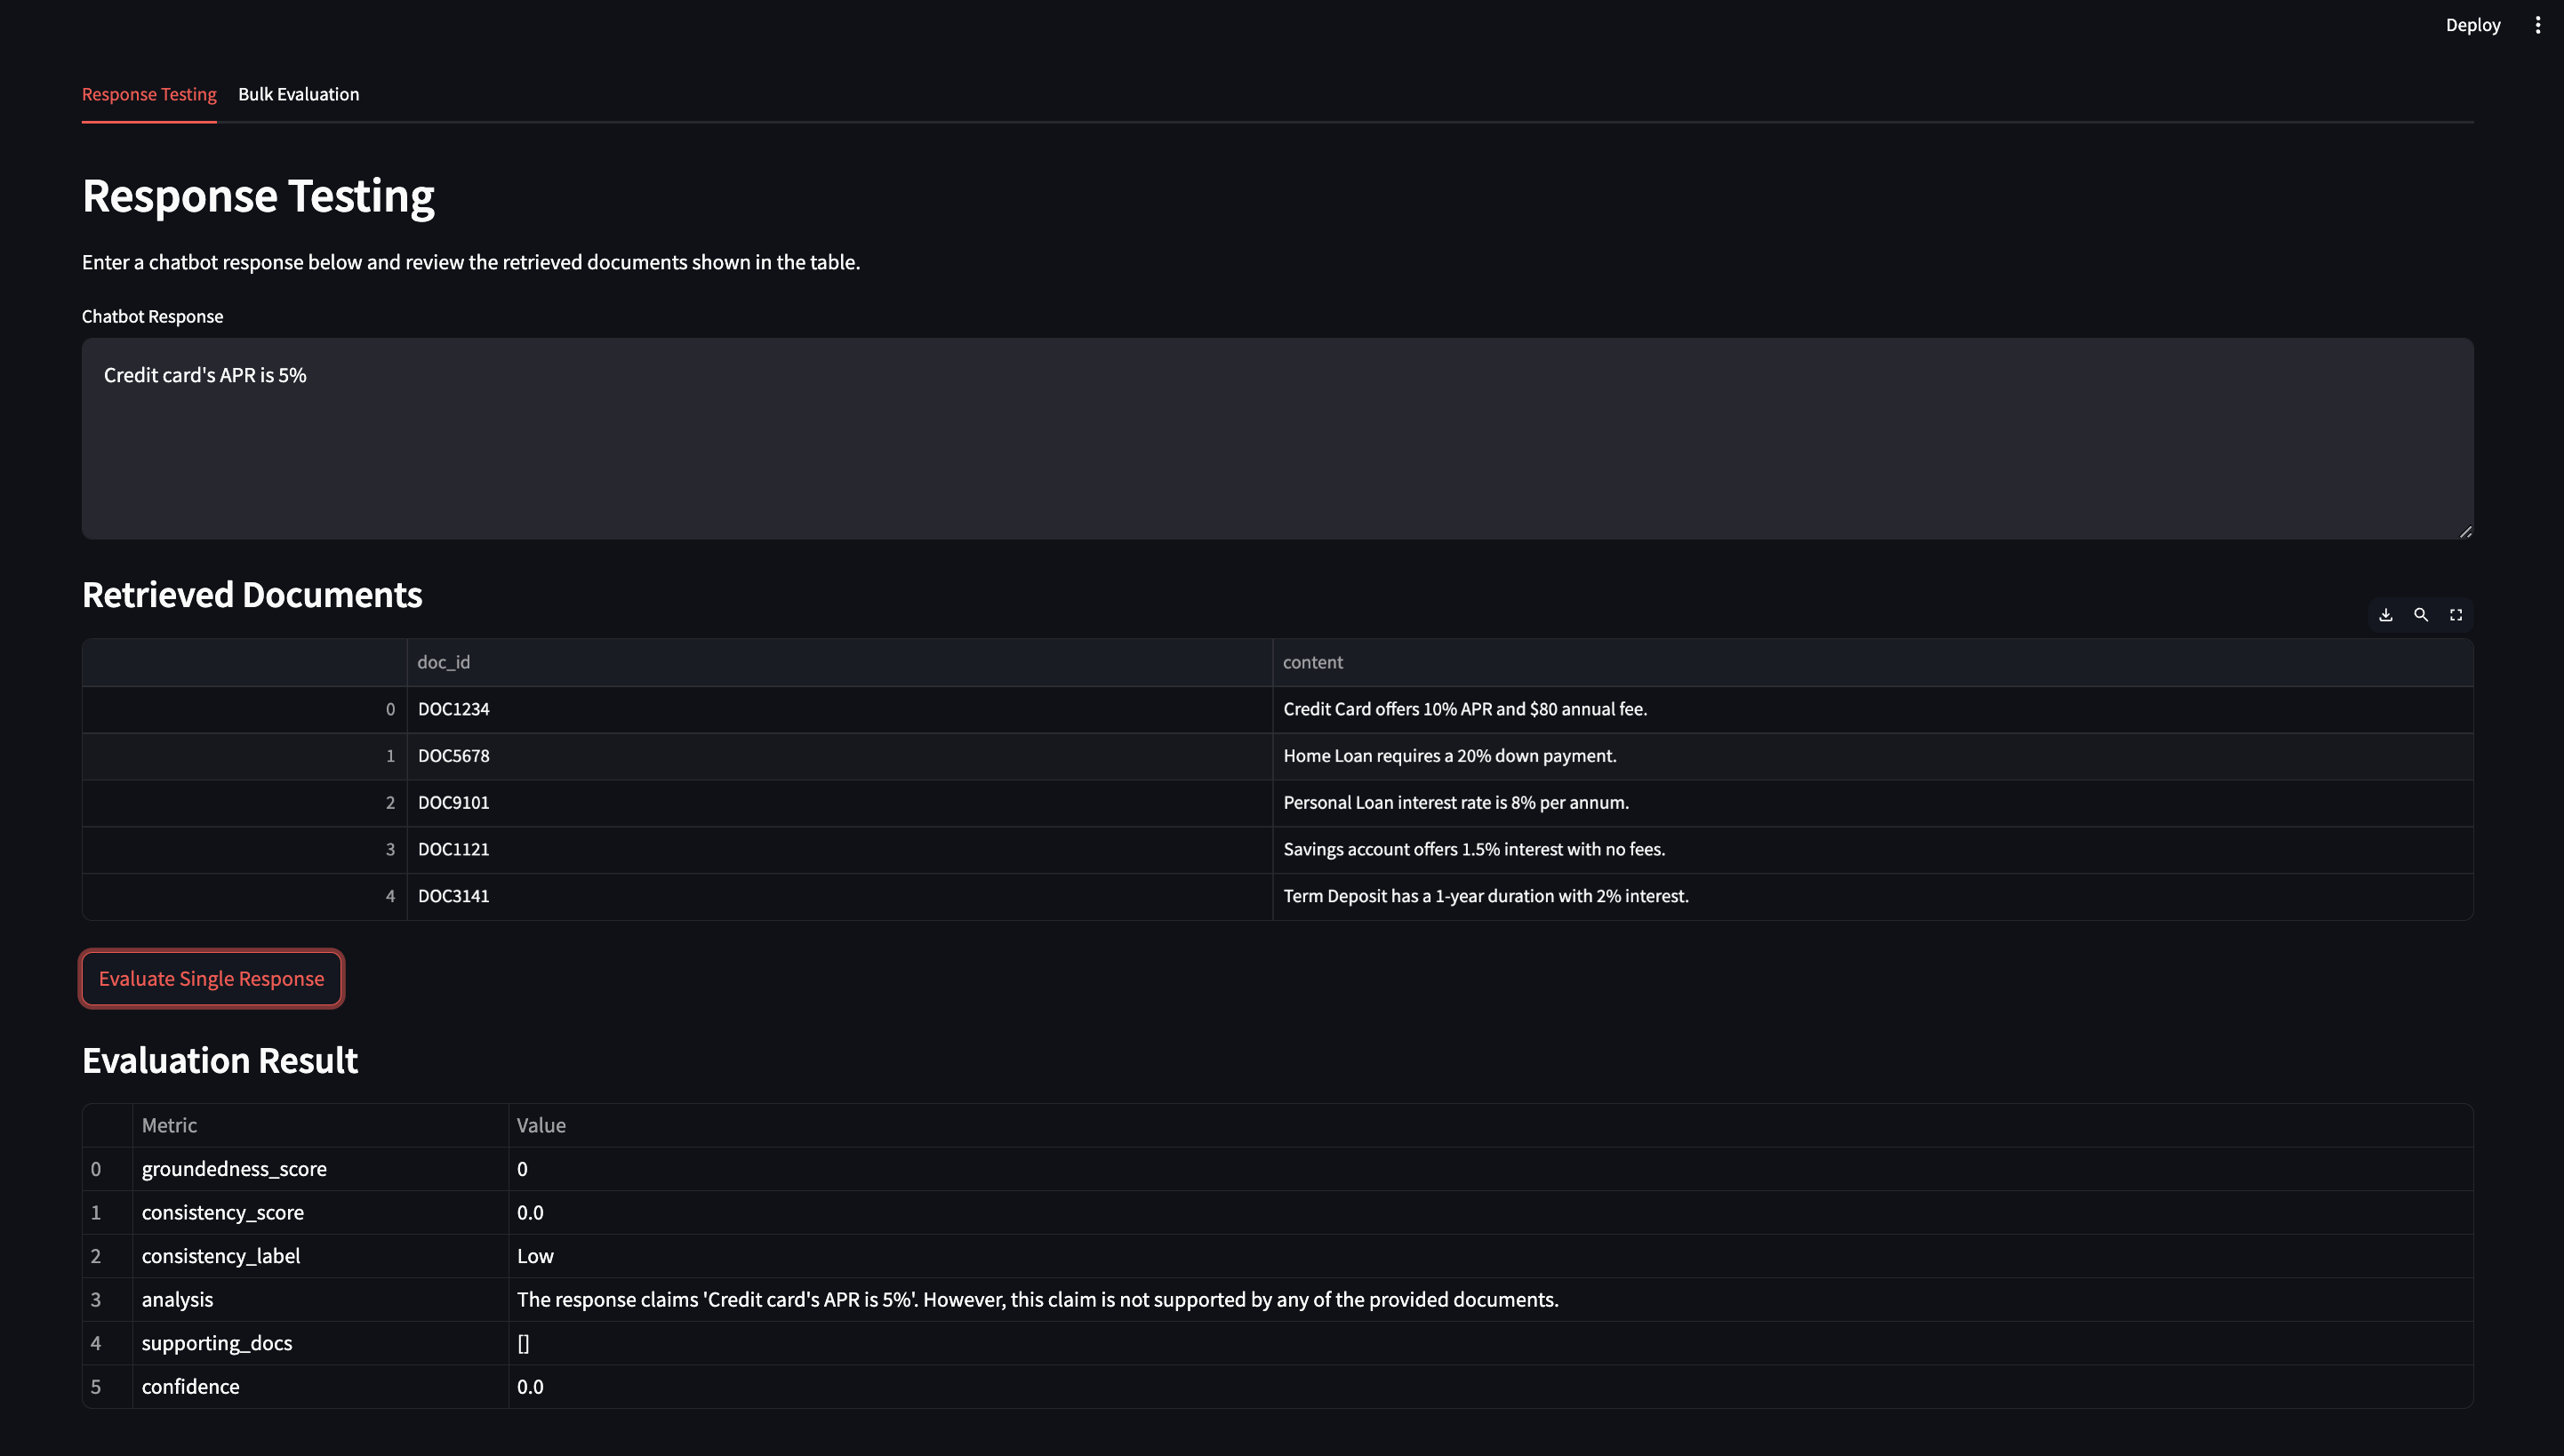 Deploy
Response Testing Bulk Evaluation
Response Testing
Enter a chatbot response below and review the retrieved documents shown in the table.
Chatbot Response
Credit card's APR is 5%
Retrieved Documents
doc_id content
0 DOC1234 Credit Card offers 10% APR and $80 annual fee.
1 DOC5678 Home Loan requires a 20% down payment.
2 DOC9101 Personal Loan interest rate is 8% per annum.
3 DOC1121 Savings account offers 1.5% interest with no fees.
4 DOC3141 Term Deposit has a 1-year duration with 2% interest.
Evaluate Single Response
Evaluation Result
Metric Value
0 groundedness_score 0
1 consistency_score 0.0
2 consistency_label Low
3 analysis The response claims 'Credit card's APR is 5%'. However, this claim is not supported by any of the provided documents.
4 supporting_docs []
5 confidence 0.0